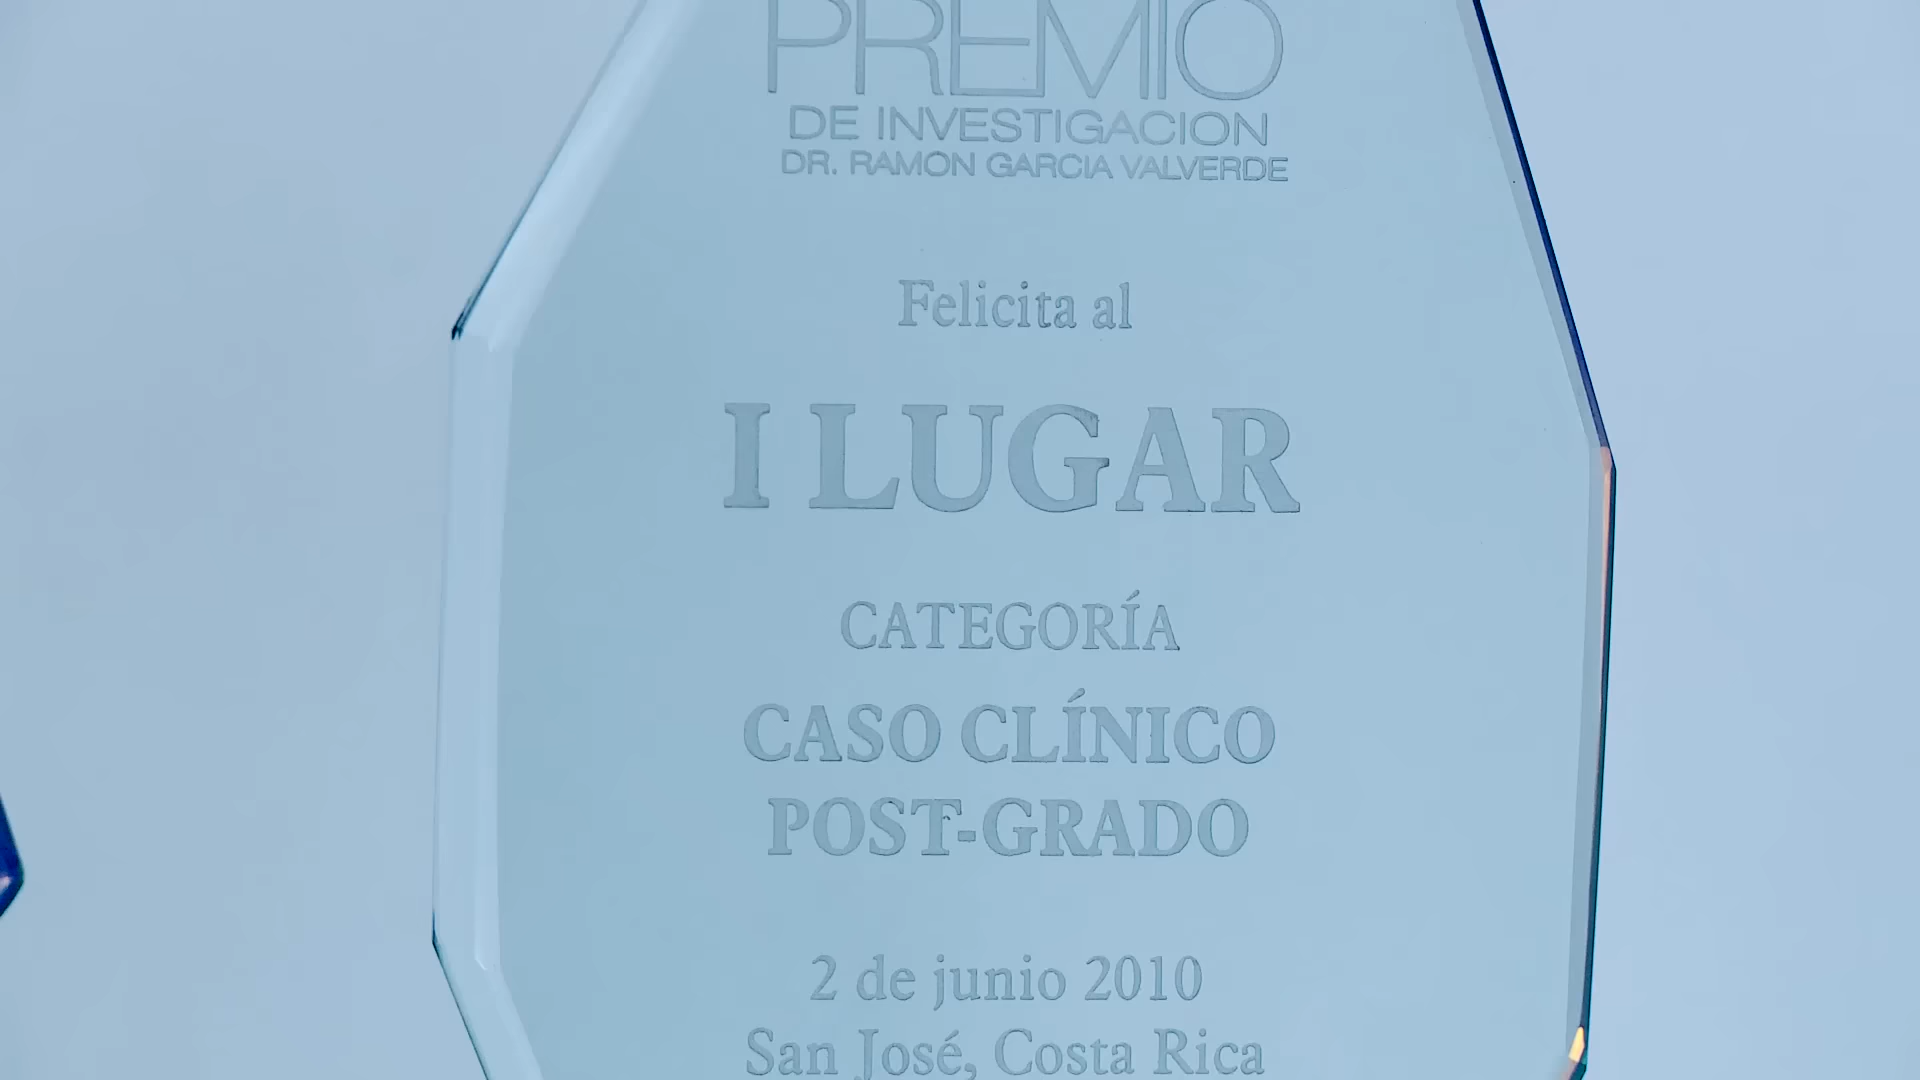 PREMIO
DE INVESTIGACION
DR. RAMON GARCIA VALVERDE
Felicita al
I LUGAR
CATEGORÍA
CASO CLÍNICO
POST-GRADO
2 de junio 2010
San José, Costa Rica